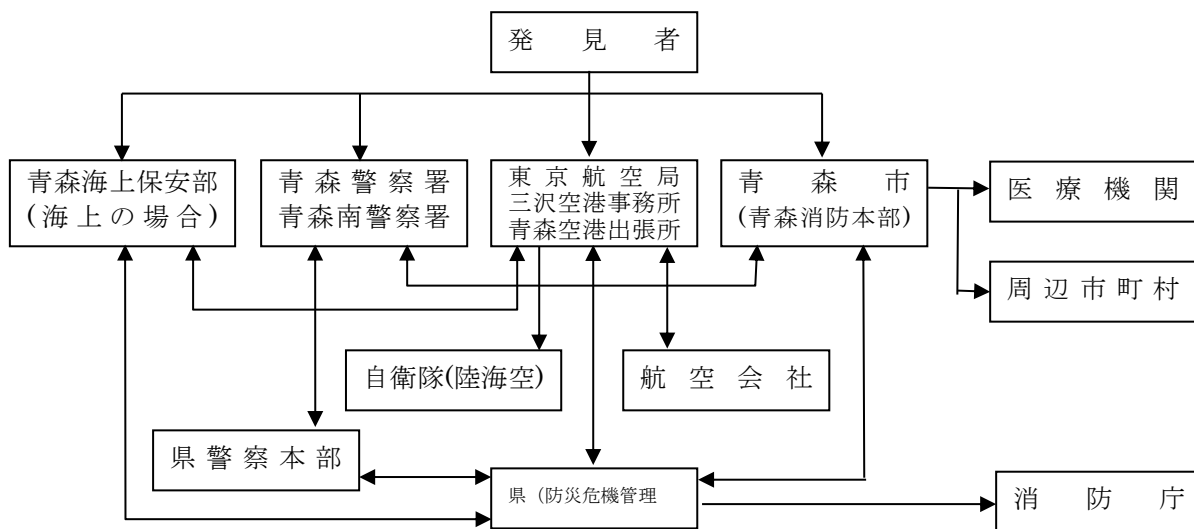 発見者
青森海上保安部
(海上の場合)
青森警察署
青森南警察署
東京航空局
三沢空港事務所
青森空港出張所
青森市
(青森消防本部)
医療機関
周辺市町村
自衛隊(陸海空)
航空会社
県警察本部
県（防災危機管理
消防庁